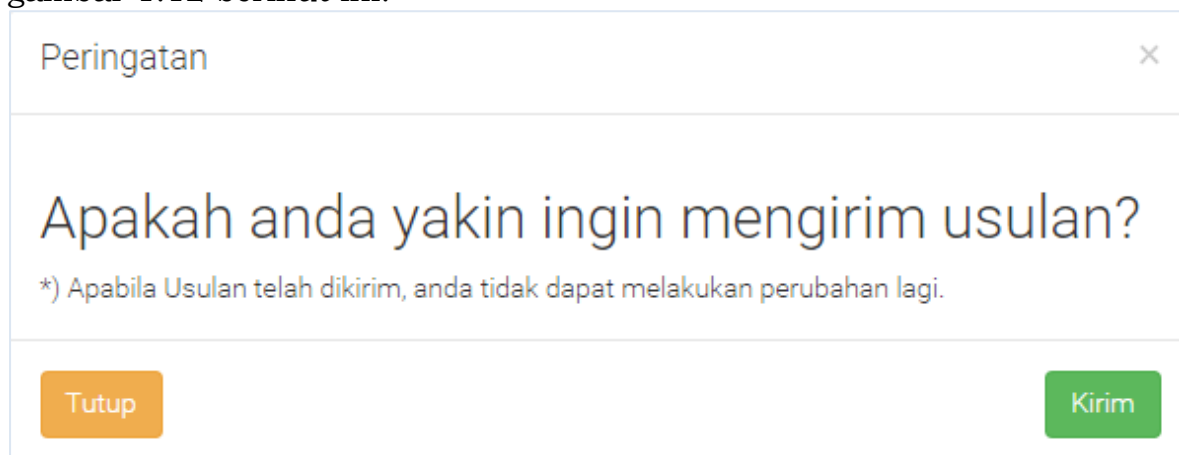 Peringatan ×
Apakah anda yakin ingin mengirim usulan?
*) Apabila Usulan telah dikirim, anda tidak dapat melakukan perubahan lagi.
Tutup Kirim